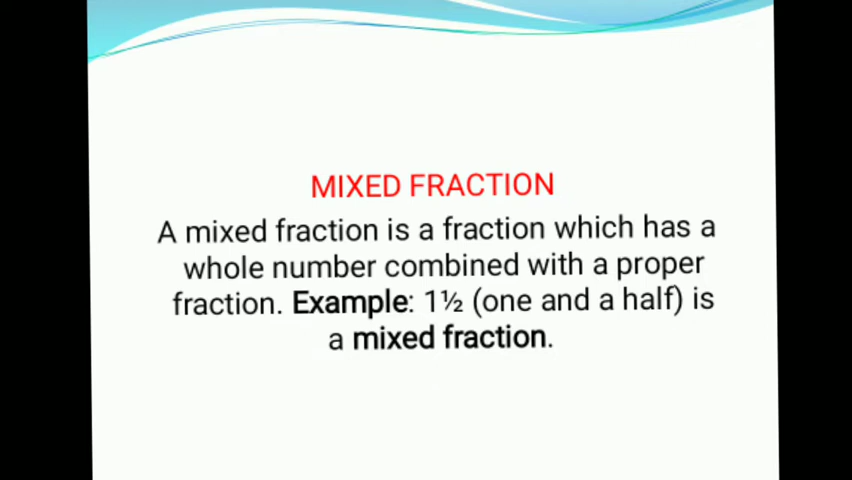 MIXED FRACTION
A mixed fraction is a fraction which has a
whole number combined with a proper
fraction. Example: 1½ (one and a half) is
a mixed fraction.